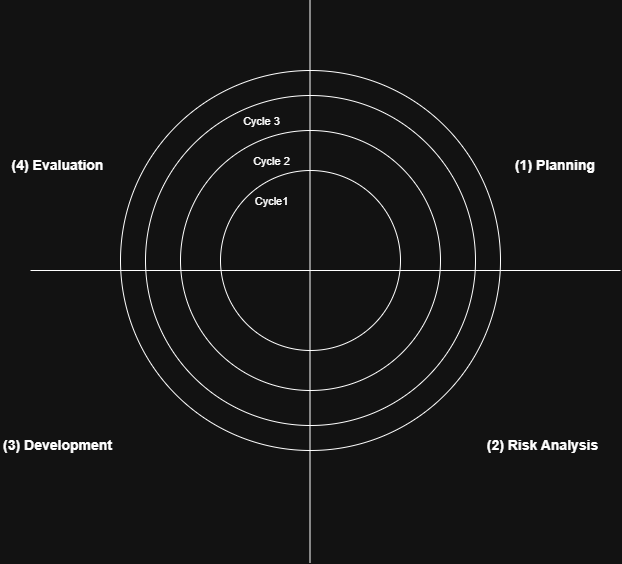 Cycle 3
Cycle 2
(4) Evaluation
(1) Planning
Cycle1
(3) Development
(2) Risk Analysis